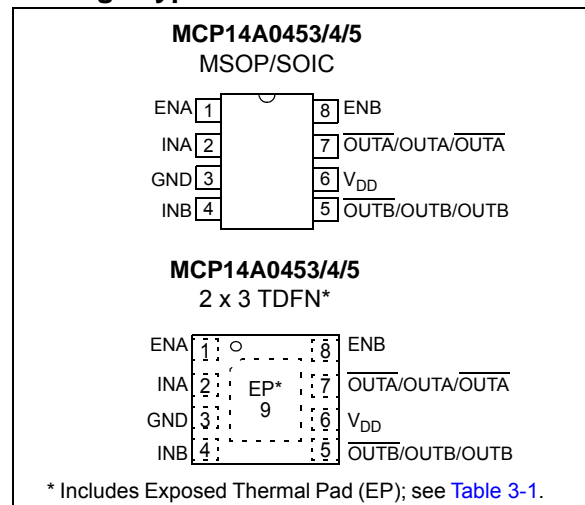 MCP14A0453/4/5
MSOP/SOIC
ENA 1 8 ENB
INA 2 7 OUTA/OUTA/OUTA
GND 3 6 VDD
INB 4 5 OUTB/OUTB/OUTB
MCP14A0453/4/5
2 x 3 TDFN*
ENA 1 8 ENB
INA 2 EP* 7 OUTA/OUTA/OUTA
GND 3 9 6 VDD
INB 4 5 OUTB/OUTB/OUTB
* Includes Exposed Thermal Pad (EP); see Table 3-1.